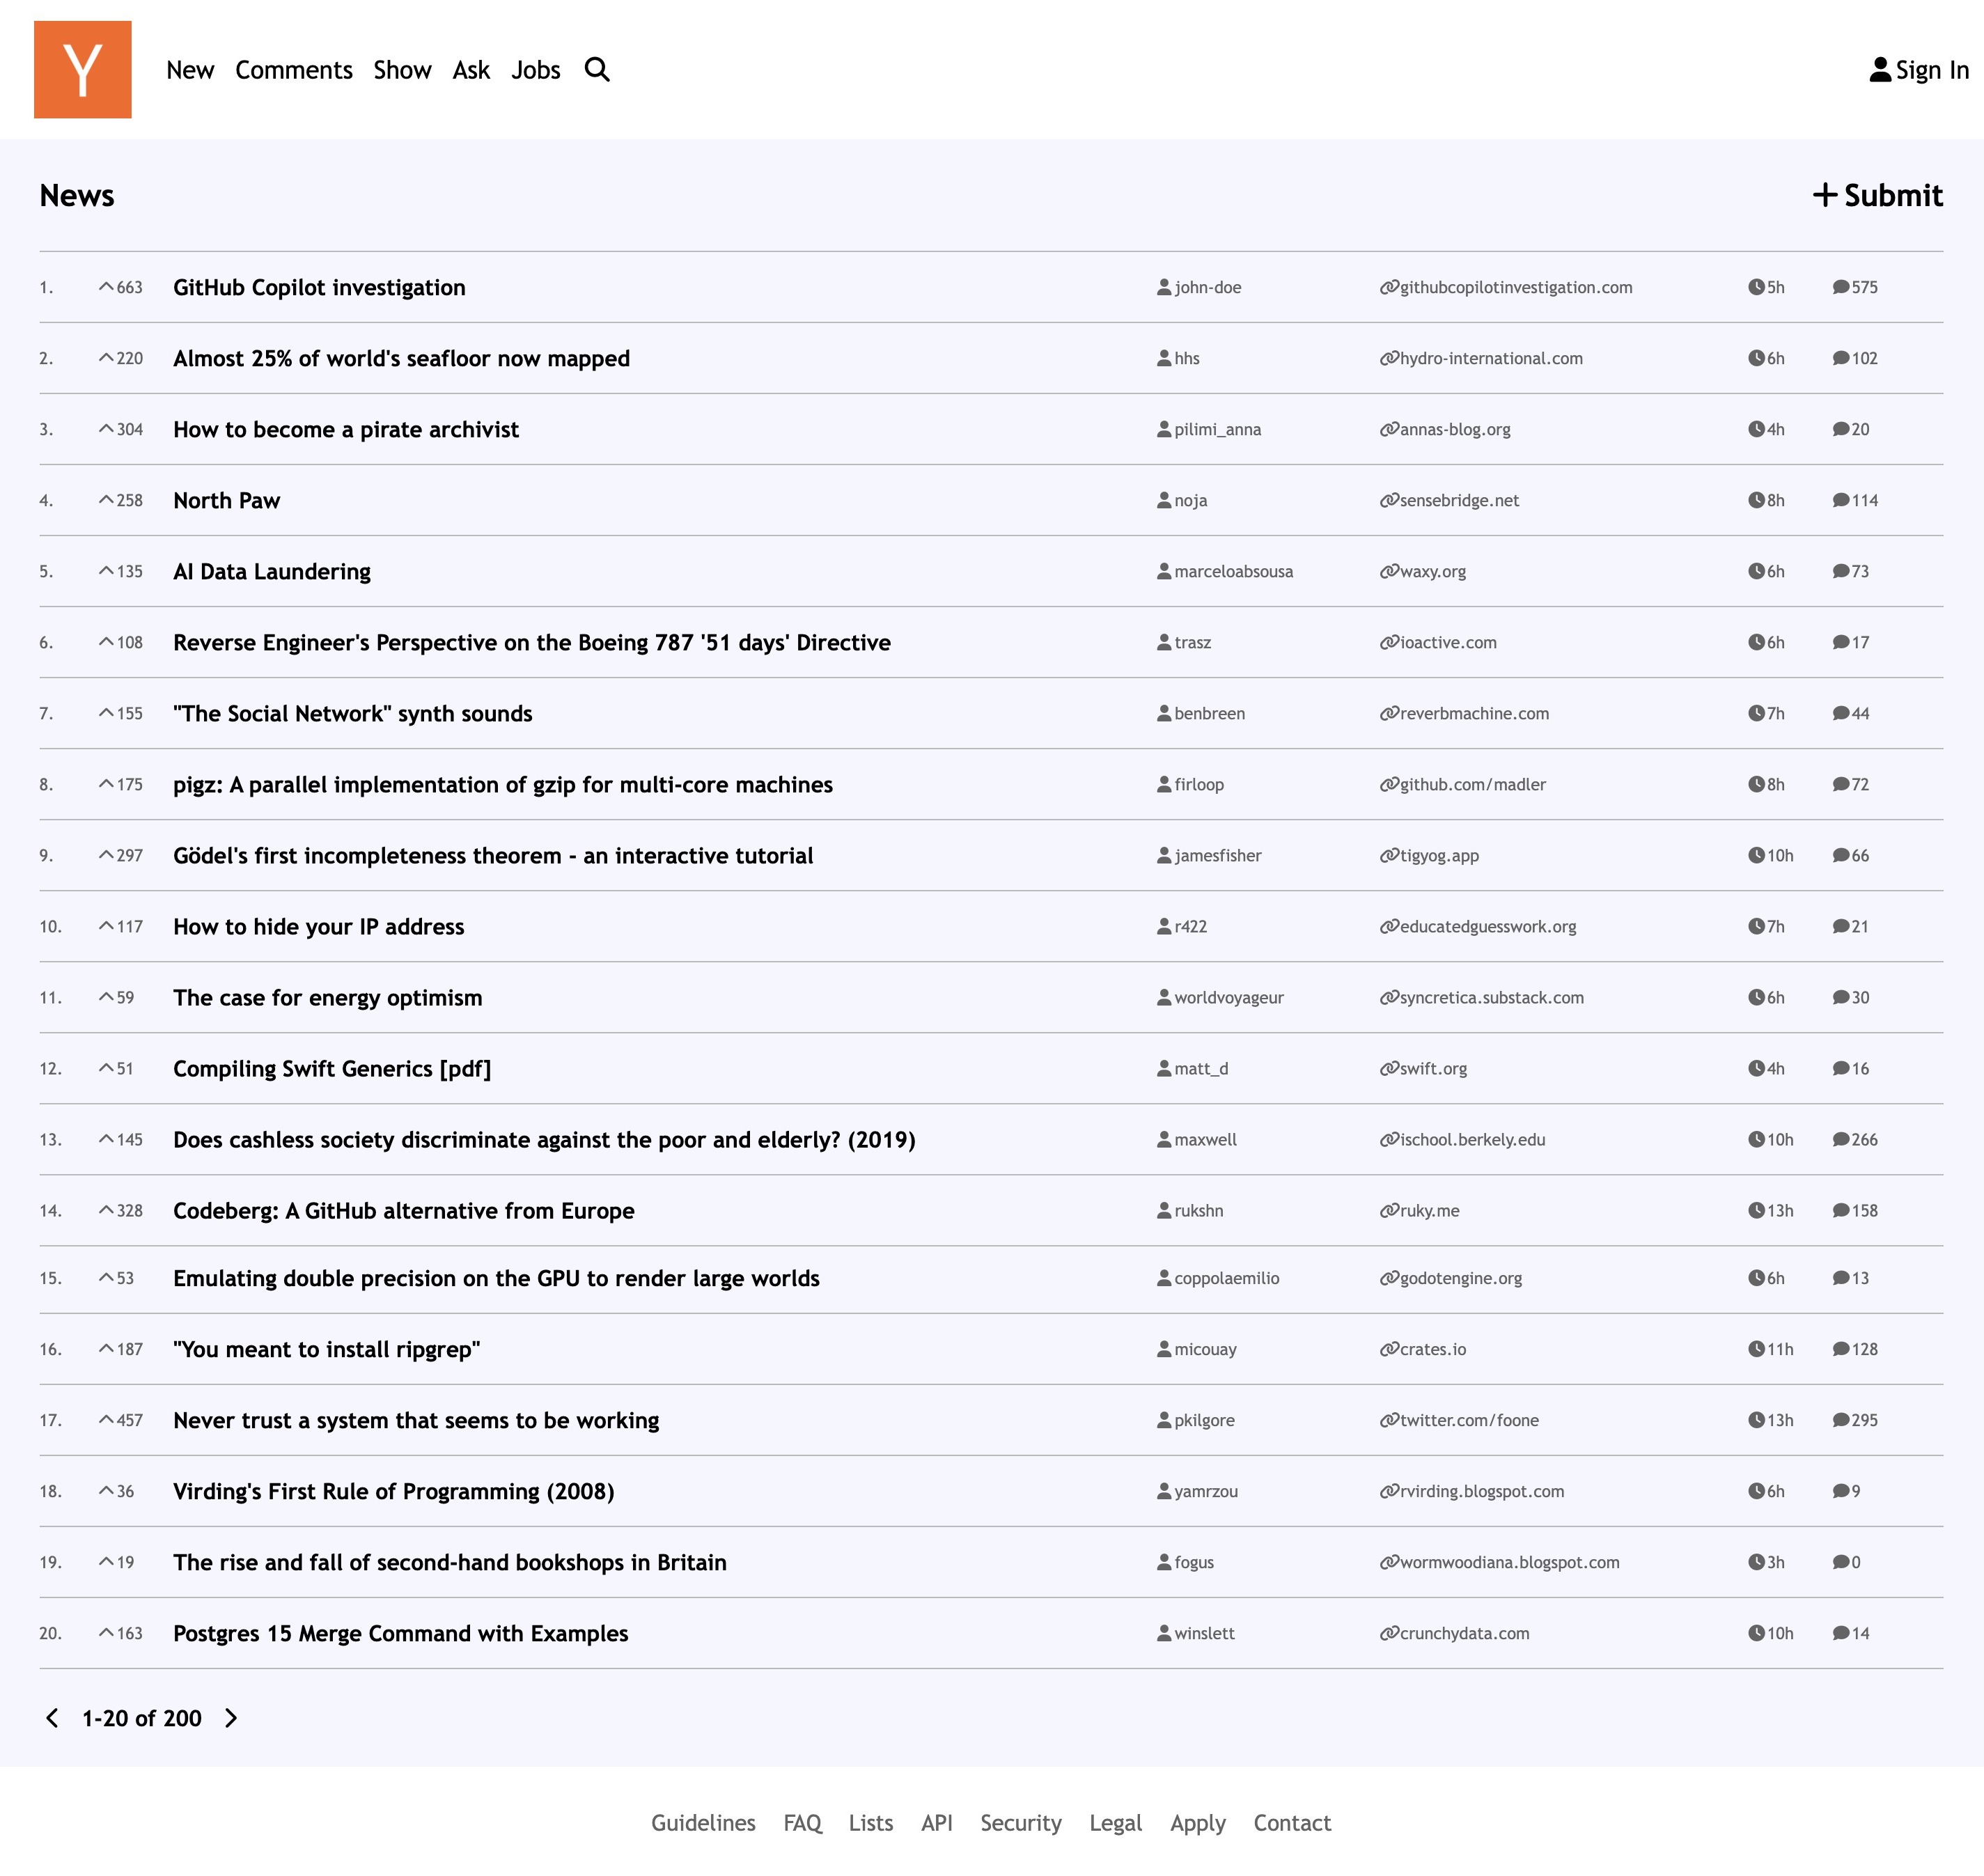 Y New Comments Show Ask Jobs Sign In
News Submit
1. 663 GitHub Copilot investigation john-doe githubcopilotinvestigation.com 5h 575
2. 220 Almost 25% of world's seafloor now mapped hhs hydro-international.com 6h 102
3. 304 How to become a pirate archivist pilimi_anna annas-blog.org 4h 20
4. 258 North Paw noja sensebridge.net 8h 114
5. 135 AI Data Laundering marceloabsousa waxy.org 6h 73
6. 108 Reverse Engineer's Perspective on the Boeing 787 '51 days' Directive trasz ioactive.com 6h 17
7. 155 "The Social Network" synth sounds benbreen reverbmachine.com 7h 44
8. 175 pigz: A parallel implementation of gzip for multi-core machines firloop github.com/madler 8h 72
9. 297 Gödel's first incompleteness theorem - an interactive tutorial jamesfisher tigyog.app 10h 66
10. 117 How to hide your IP address r422 educatedguesswork.org 7h 21
11. 59 The case for energy optimism worldvoyageur syncretica.substack.com 6h 30
12. 51 Compiling Swift Generics [pdf] matt_d swift.org 4h 16
13. 145 Does cashless society discriminate against the poor and elderly? (2019) maxwell ischool.berkely.edu 10h 266
14. 328 Codeberg: A GitHub alternative from Europe rukshn ruky.me 13h 158
15. 53 Emulating double precision on the GPU to render large worlds coppolaemilio godotengine.org 6h 13
16. 187 "You meant to install ripgrep" micouay crates.io 11h 128
17. 457 Never trust a system that seems to be working pkilgore twitter.com/foone 13h 295
18. 36 Virding's First Rule of Programming (2008) yamrzou rvirding.blogspot.com 6h 9
19. 19 The rise and fall of second-hand bookshops in Britain fogus wormwoodiana.blogspot.com 3h 0
20. 163 Postgres 15 Merge Command with Examples winslett crunchydata.com 10h 14
1-20 of 200
Guidelines FAQ Lists API Security Legal Apply Contact